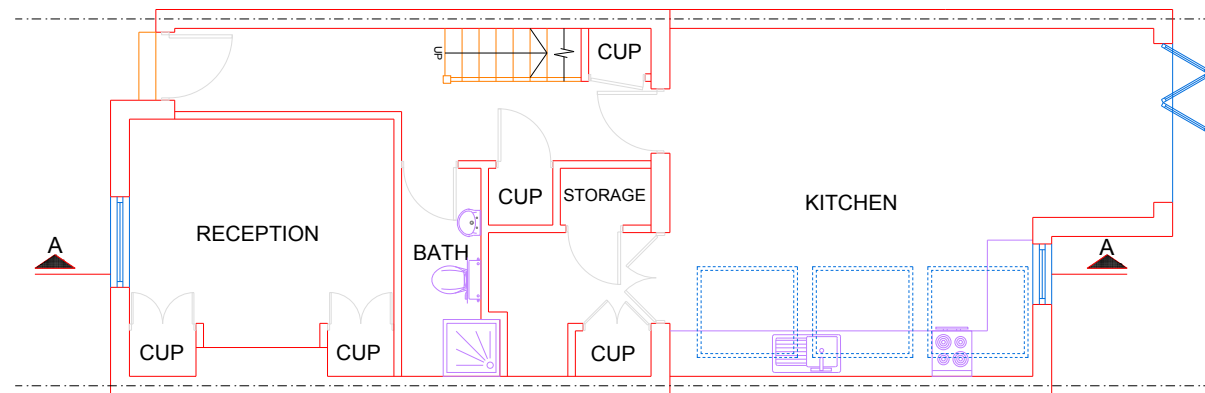 UP
CUP
CUP
STORAGE
KITCHEN
RECEPTION
A
BATH
A
CUP
CUP
CUP